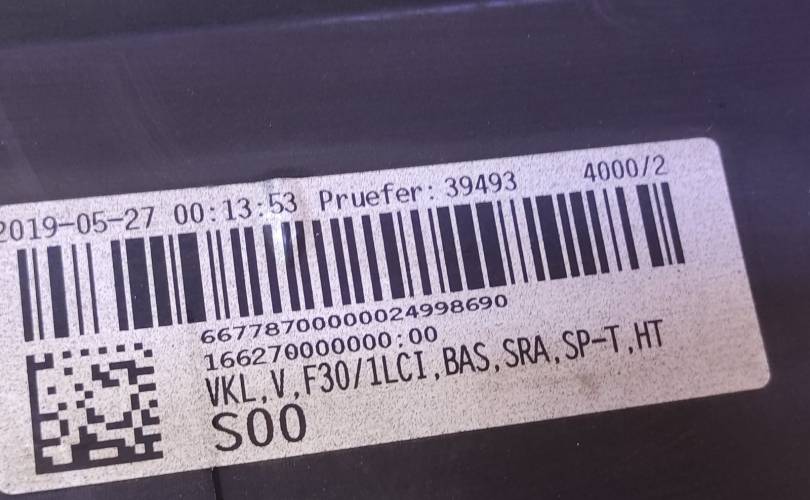 2019-05-27 00:13:53 Pruefer: 39493 4000/2
66778700000024998690
166270000000:00
VKL,V,F30/1LCI,BAS,SRA,SP-T,HT
S00